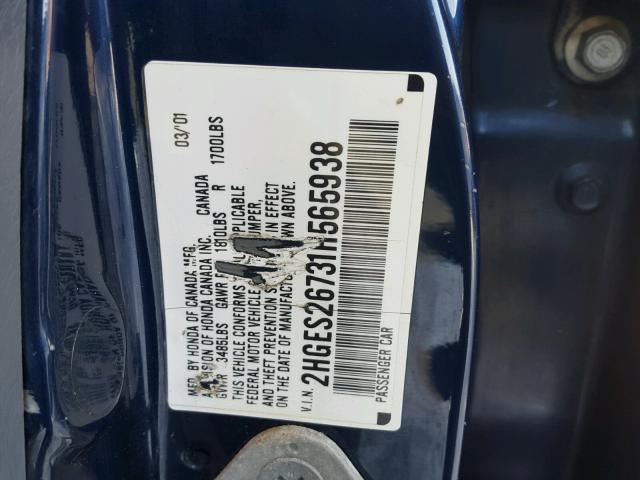 03/01
MFD. BY HONDA OF CANADA MFG.
A DIVISION OF HONDA CANADA INC. CANADA
GVWR 3485LBS GAWR F 1810LBS R 1700LBS
THIS VEHICLE CONFORMS APPLICABLE
FEDERAL MOTOR VEHICLE
AND THEFT PREVENTION IN EFFECT
ON THE DATE OF MANUFACTURE ABOVE.
V.I.N. 2HGES26731H565938
PASSENGER CAR